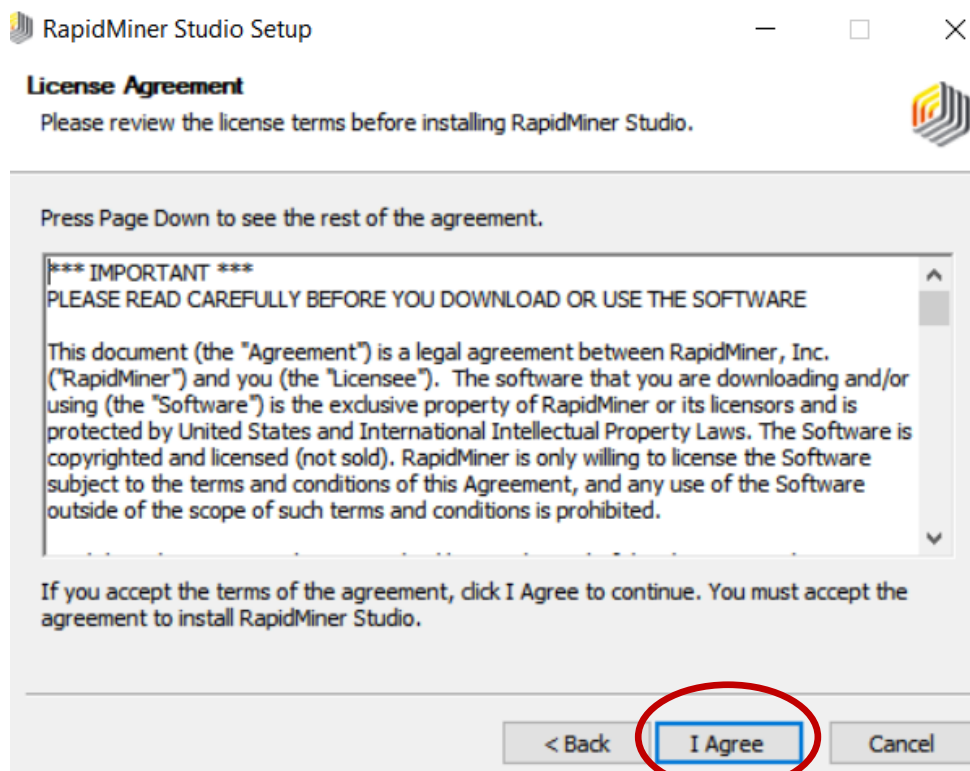 RapidMiner Studio Setup
License Agreement
Please review the license terms before installing RapidMiner Studio.
Press Page Down to see the rest of the agreement.
*** IMPORTANT ***
PLEASE READ CAREFULLY BEFORE YOU DOWNLOAD OR USE THE SOFTWARE
This document (the "Agreement") is a legal agreement between RapidMiner, Inc.
("RapidMiner") and you (the "Licensee").  The software that you are downloading and/or
using (the "Software") is the exclusive property of RapidMiner or its licensors and is
protected by United States and International Intellectual Property Laws. The Software is
copyrighted and licensed (not sold). RapidMiner is only willing to license the Software
subject to the terms and conditions of this Agreement, and any use of the Software
outside of the scope of such terms and conditions is prohibited.
If you accept the terms of the agreement, click I Agree to continue. You must accept the
agreement to install RapidMiner Studio.
< Back I Agree Cancel